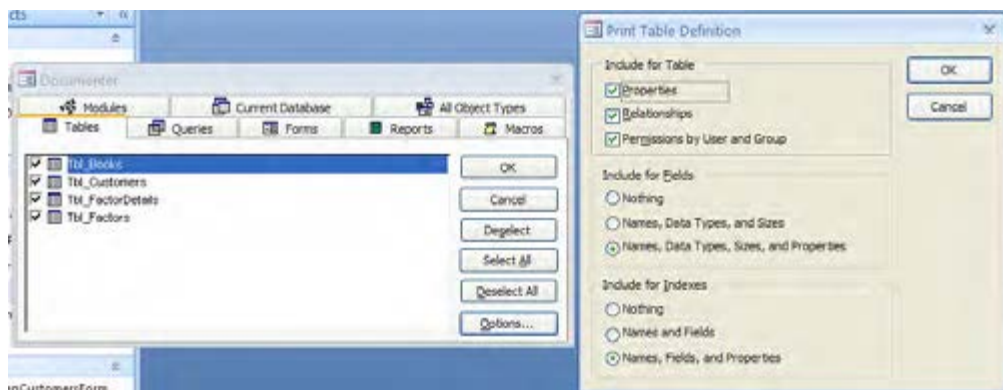 cts
Documenter
Modules
Current Database
All Object Types
Tables
Queries
Forms
Reports
Macros
Tbl_Books
Tbl_Customers
Tbl_FactorDetails
Tbl_Factors
OK
Cancel
Deselect
Select All
Deselect All
Options...
anCustomersForm
Print Table Definition
Include for Table
Properties
Relationships
Permissions by User and Group
OK
Cancel
Include for Fields
Nothing
Names, Data Types, and Sizes
Names, Data Types, Sizes, and Properties
Include for Indexes
Nothing
Names and Fields
Names, Fields, and Properties